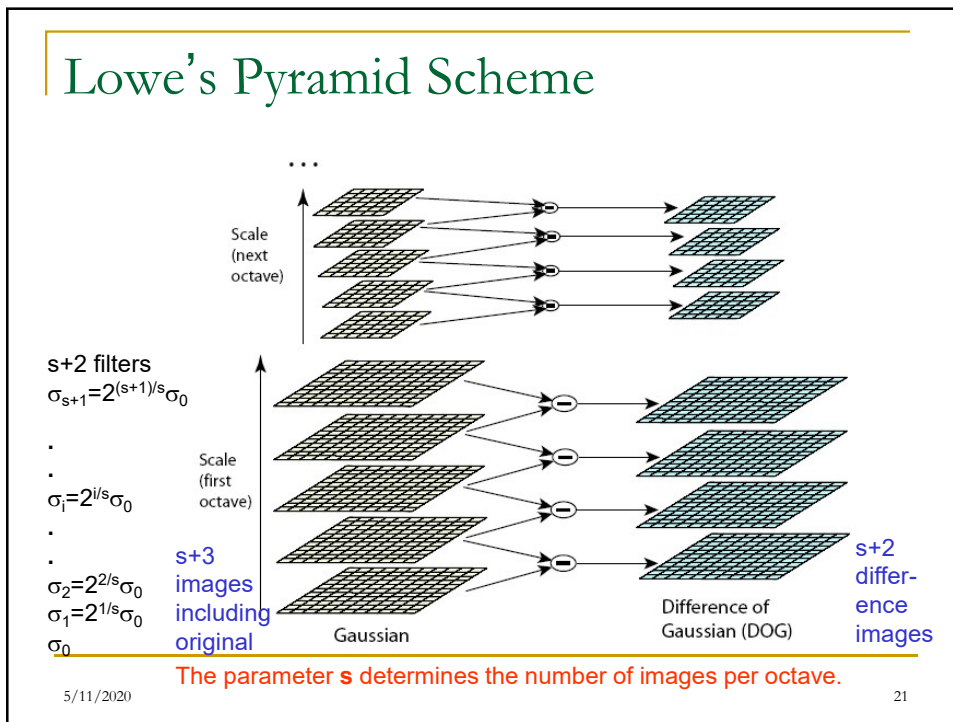 Lowe’s Pyramid Scheme
...
Scale
(next
octave)
s+2 filters
σs+1=2(s+1)/sσ0
.
.
σi=2i/sσ0
.
.
σ2=22/sσ0
σ1=21/sσ0
σ0
Scale
(first
octave)
s+3
images
including
original
Gaussian
Difference of
Gaussian (DOG)
s+2
differ-
ence
images
The parameter s determines the number of images per octave.
5/11/2020
21